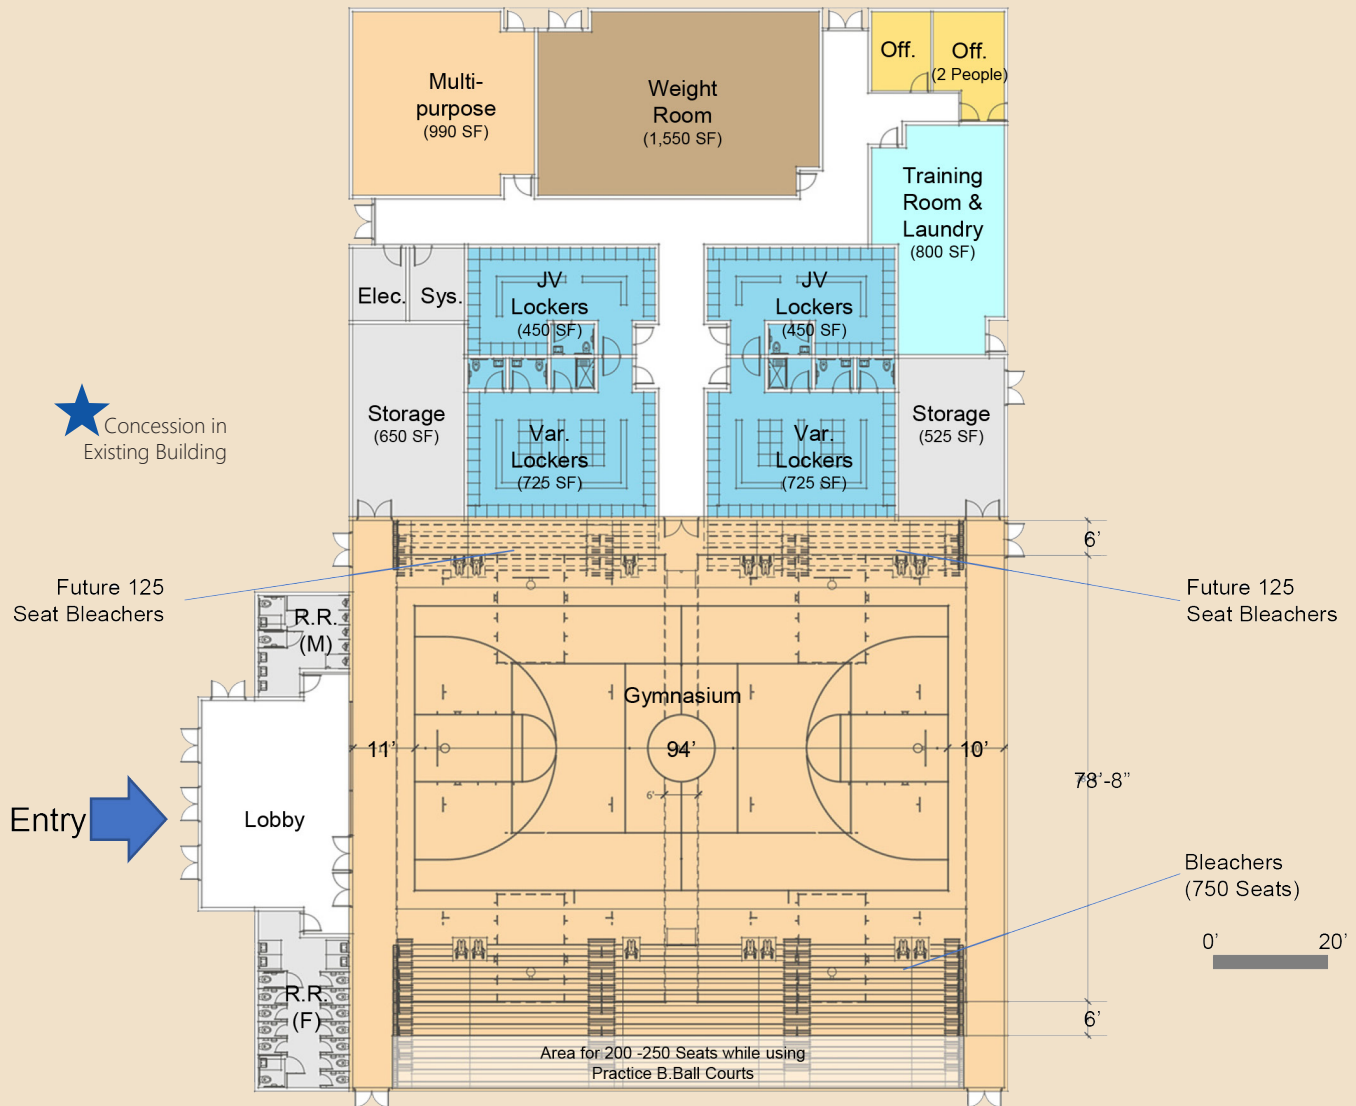 Off.
Off.
(2 People)
Multi-
purpose
(990 SF)
Weight
Room
(1,550 SF)
Training
Room &
Laundry
(800 SF)
Elec.
Sys.
JV
Lockers
(450 SF)
JV
Lockers
(450 SF)
Concession in
Existing Building
Storage
(650 SF)
Var.
Lockers
(725 SF)
Var.
Lockers
(725 SF)
Storage
(525 SF)
6’
Future 125
Seat Bleachers
Future 125
Seat Bleachers
R.R.
(M)
Gymnasium
11’
94’
10’
78’-8”
6’
Entry
Lobby
Bleachers
(750 Seats)
0’
20’
R.R.
(F)
6’
Area for 200 -250 Seats while using
Practice B.Ball Courts